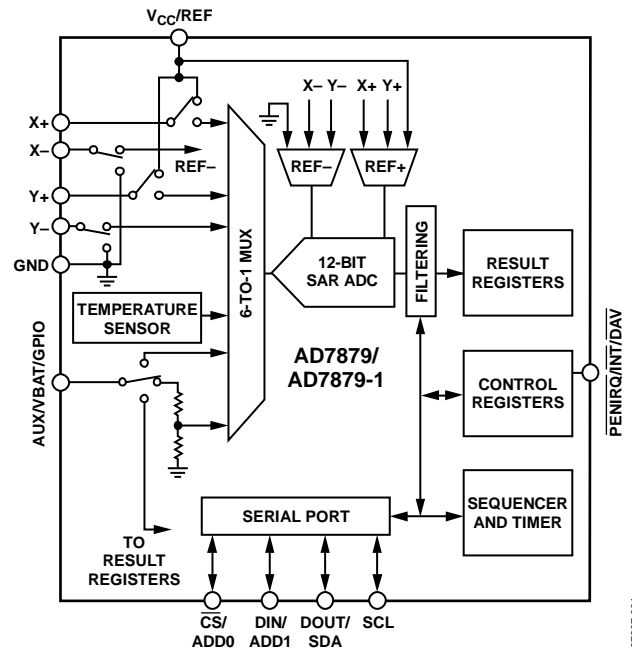 VCC/REF
X– Y– X+ Y+
X+
X–
REF–
Y+
Y–
GND
REF–
REF+
6-TO-1 MUX
12-BIT
SAR ADC
FILTERING
RESULT
REGISTERS
TEMPERATURE
SENSOR
AD7879/
AD7879-1
AUX/VBAT/GPIO
CONTROL
REGISTERS
PENIRQ/INT/DAV
SERIAL PORT
SEQUENCER
AND TIMER
TO
RESULT
REGISTERS
CS/
ADD0
DIN/
ADD1
DOUT/
SDA
SCL